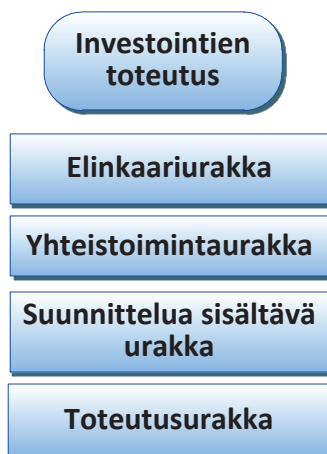 Investointien
toteutus
Elinkaariurakka
Yhteistoimintaurakka
Suunnittelua sisältävä
urakka
Toteutusurakka